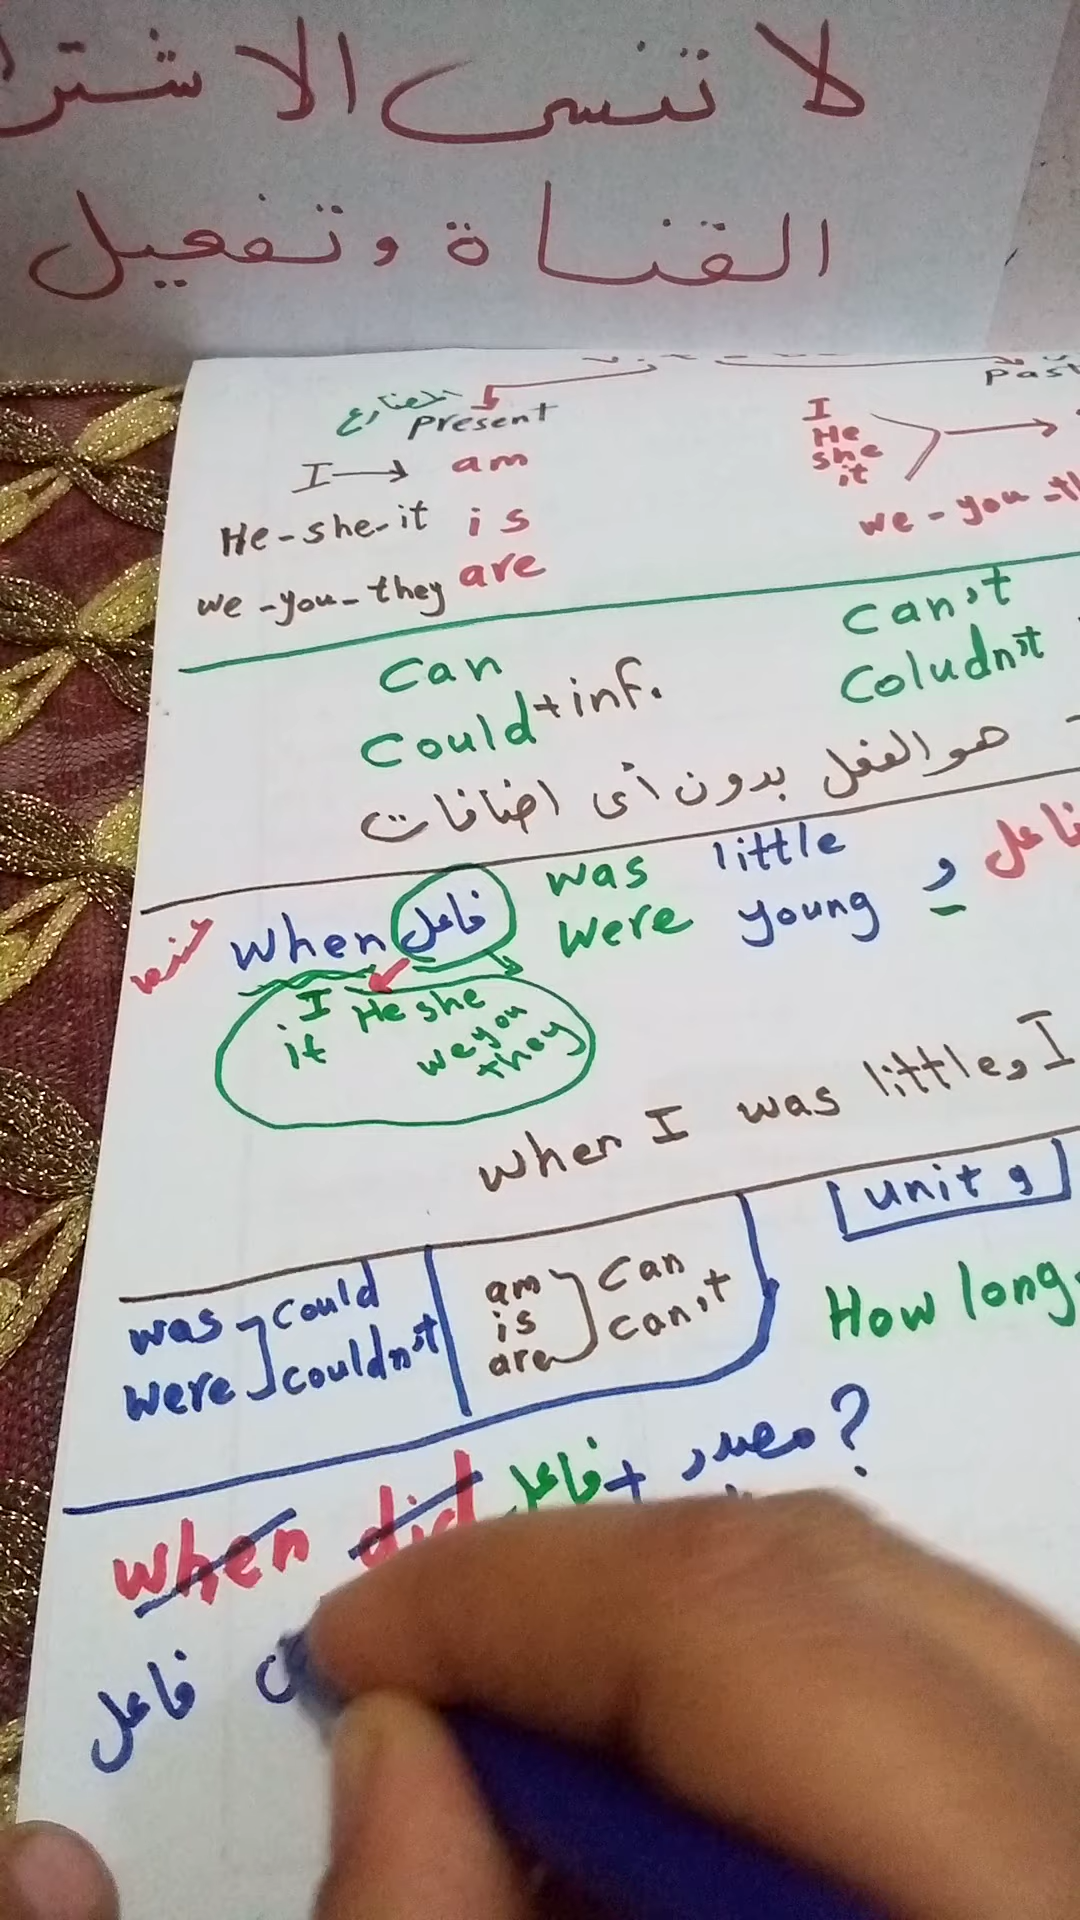 لا تنسى الاشتر
القناة وتفعيل
المضارع
present
Past
I → am
I
He
she
it
He-she-it is
we-you-they are
we-you-th
Can
Could +inf.
Can't
Coludn't
هو الفعل بدون أى اضافات
When فاعل was little
were young , فاعل
I He she
it we you
they
when I was little, I
[unit 9]
was could
were couldn't
am can
is can't
are
How long
when did فاعل + مصدر?
فاعل